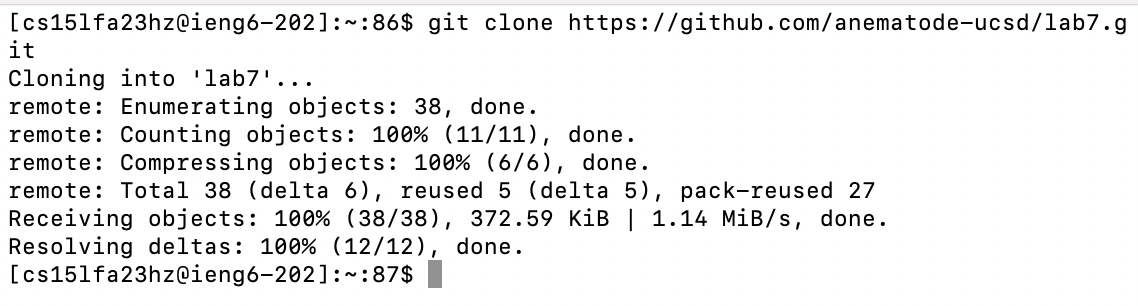 [cs15lfa23hz@ieng6-202]:~:86$ git clone https://github.com/anematode-ucsd/lab7.g
it
Cloning into 'lab7'...
remote: Enumerating objects: 38, done.
remote: Counting objects: 100% (11/11), done.
remote: Compressing objects: 100% (6/6), done.
remote: Total 38 (delta 6), reused 5 (delta 5), pack-reused 27
Receiving objects: 100% (38/38), 372.59 KiB | 1.14 MiB/s, done.
Resolving deltas: 100% (12/12), done.
[cs15lfa23hz@ieng6-202]:~:87$